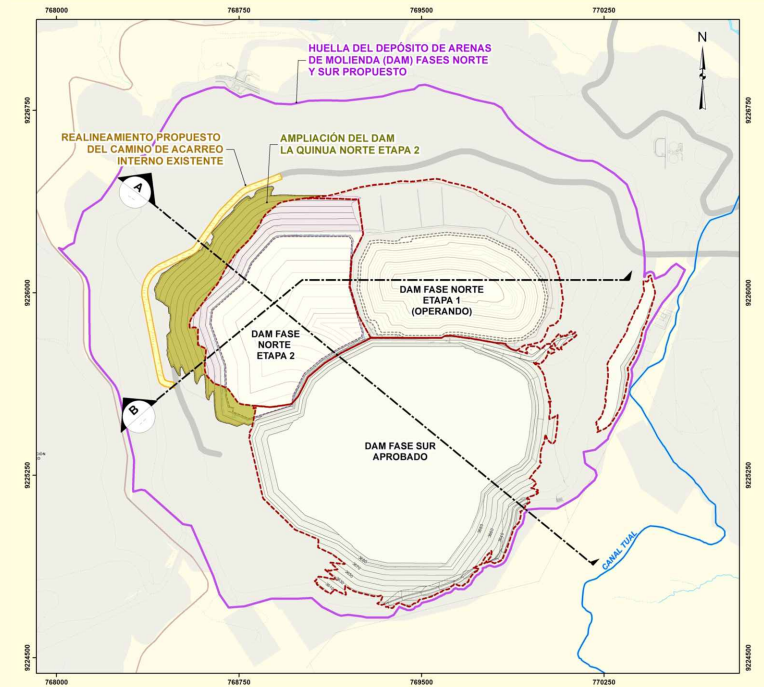 768000
768750
769500
770250
N
HUELLA DEL DEPÓSITO DE ARENAS
DE MOLIENDA (DAM) FASES NORTE
Y SUR PROPUESTO
9226750
9226750
REALINEAMIENTO PROPUESTO
DEL CAMINO DE ACARREO
INTERNO EXISTENTE
AMPLIACIÓN DEL DAM
LA QUINUA NORTE ETAPA 2
A
9226000
9226000
DAM FASE NORTE
ETAPA 1
(OPERANDO)
DAM FASE
NORTE
ETAPA 2
B
DAM FASE SUR
APROBADO
9225250
9225250
CANAL TUAL
9224500
9224500
768000
768750
769500
770250